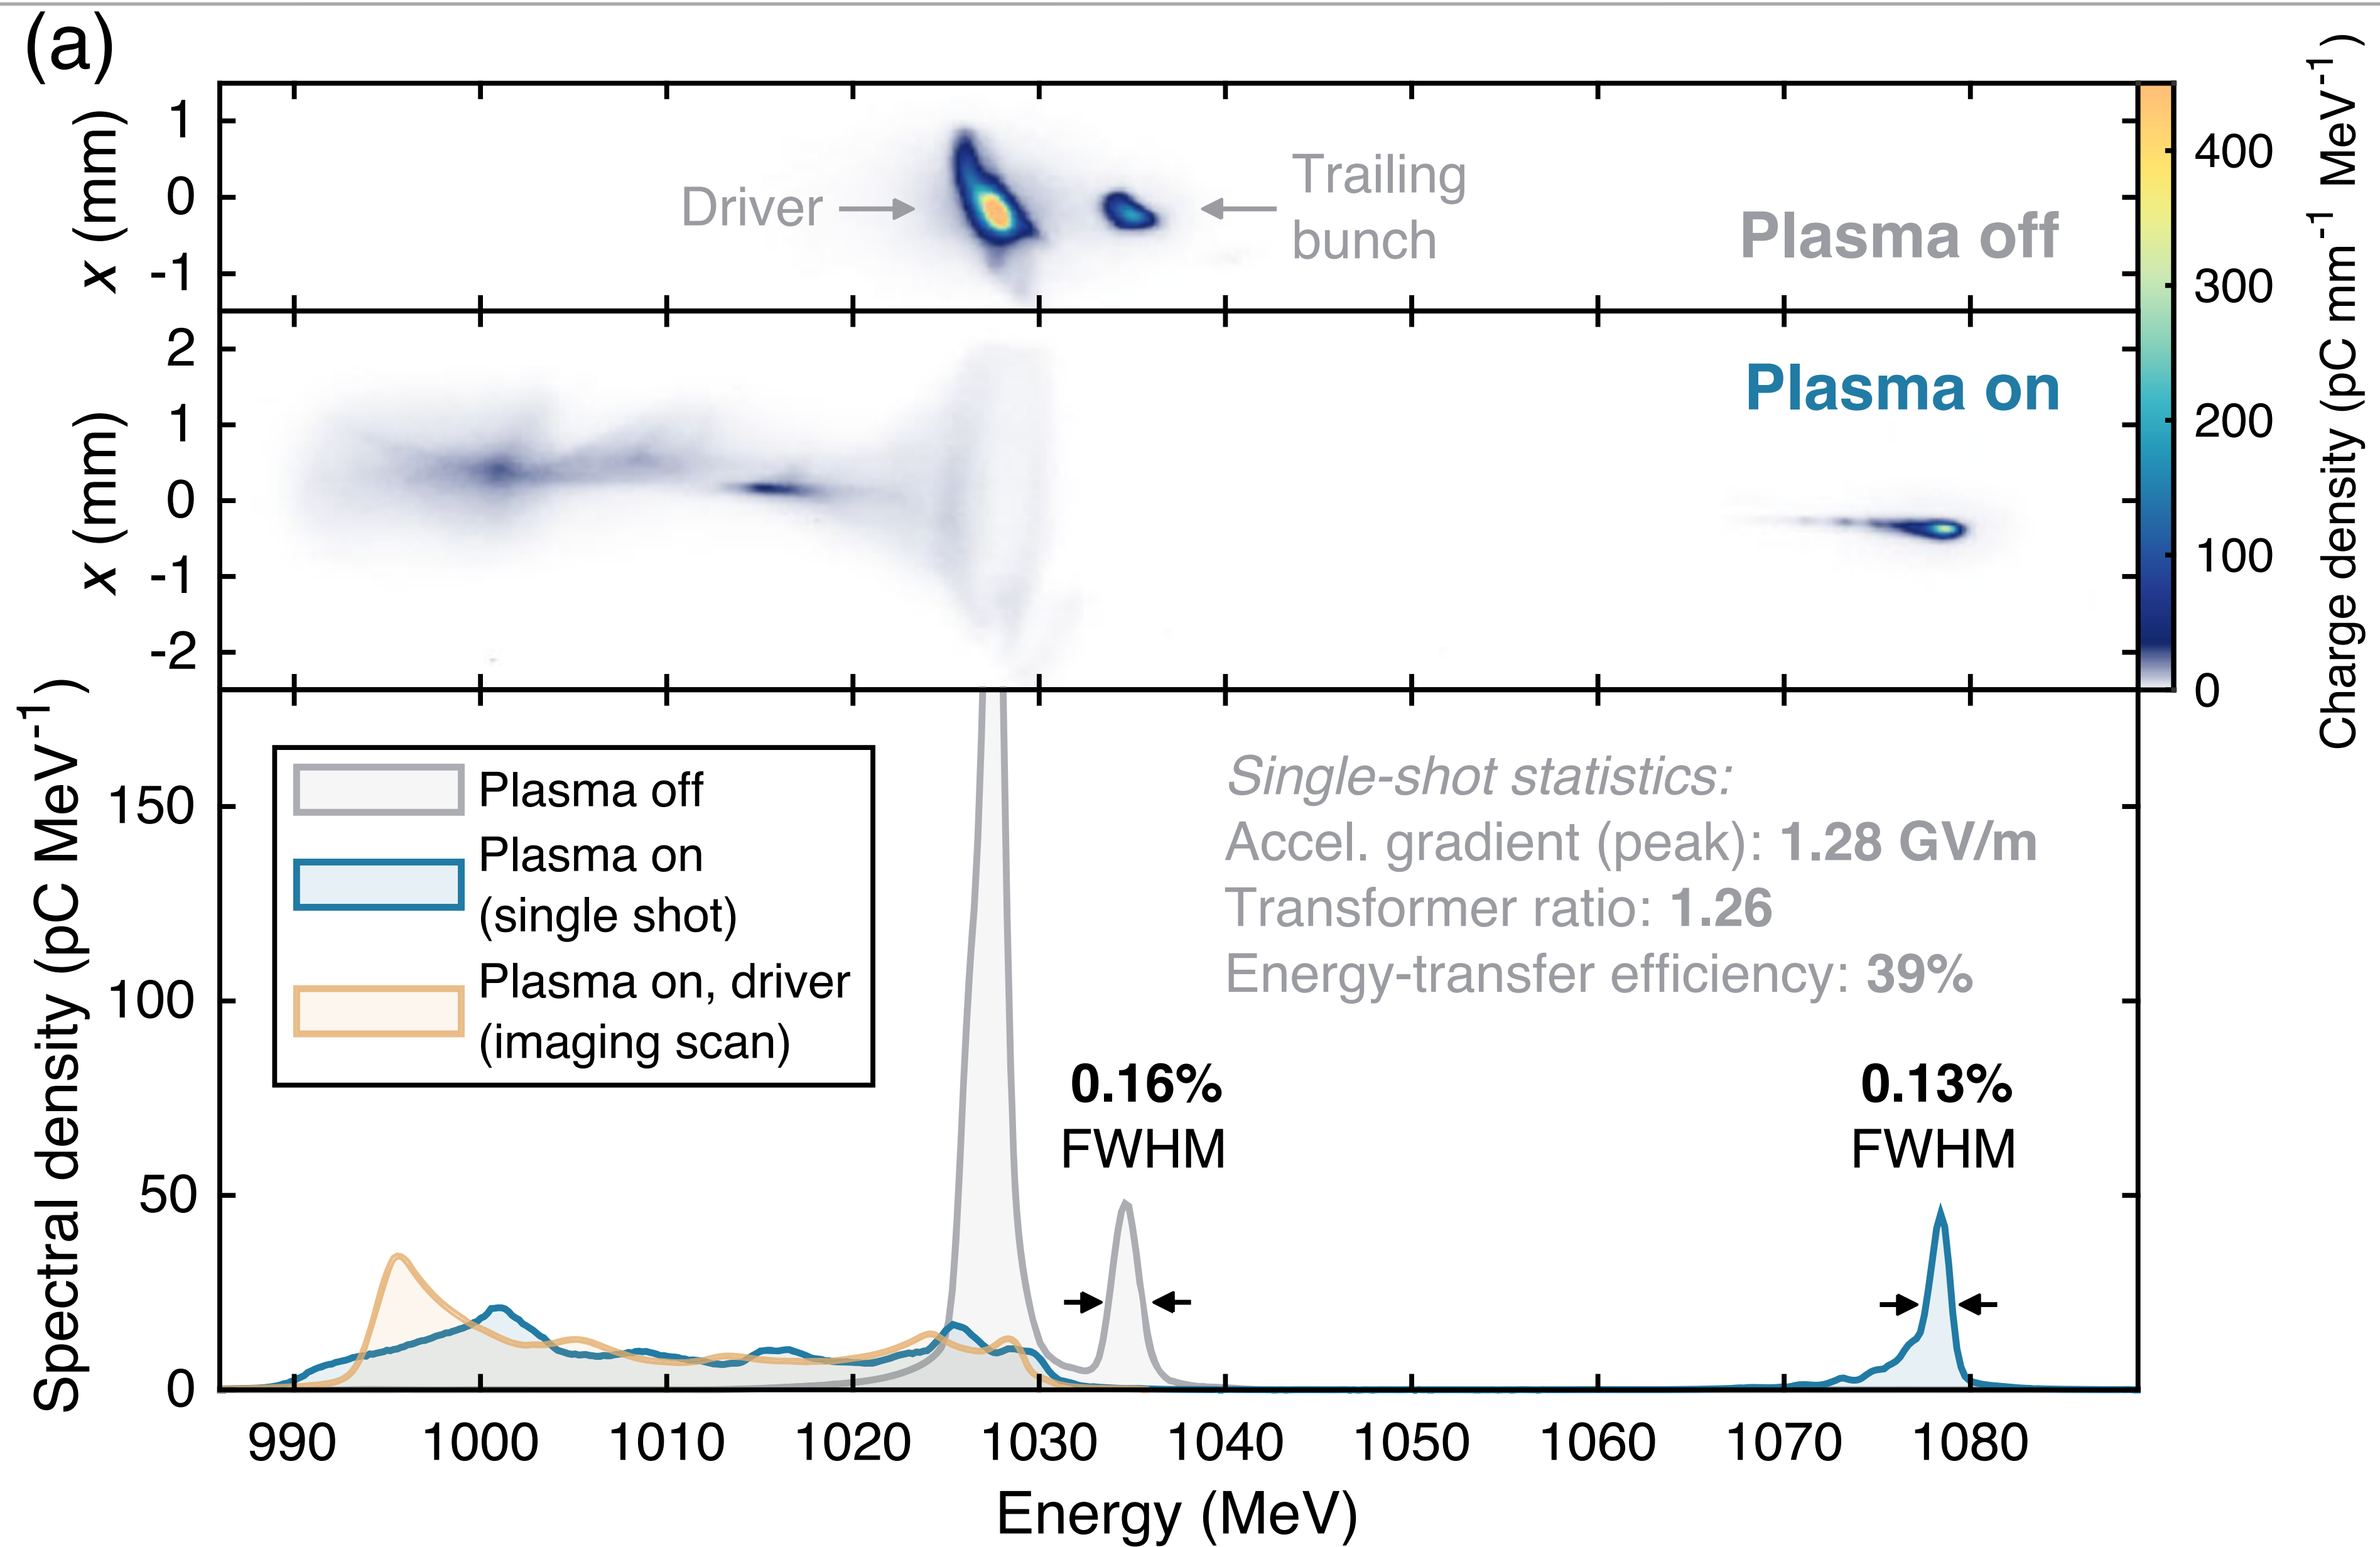 (a)
x (mm)
1
0
-1
Driver
Trailing
bunch
Plasma off
x (mm)
2
1
0
-1
-2
Plasma on
400
300
200
100
0
Charge density (pC mm⁻¹ MeV⁻¹)
Spectral density (pC MeV⁻¹)
150
100
50
0
Plasma off
Plasma on
(single shot)
Plasma on, driver
(imaging scan)
Single-shot statistics:
Accel. gradient (peak): 1.28 GV/m
Transformer ratio: 1.26
Energy-transfer efficiency: 39%
0.16%
FWHM
0.13%
FWHM
990 1000 1010 1020 1030 1040 1050 1060 1070 1080
Energy (MeV)